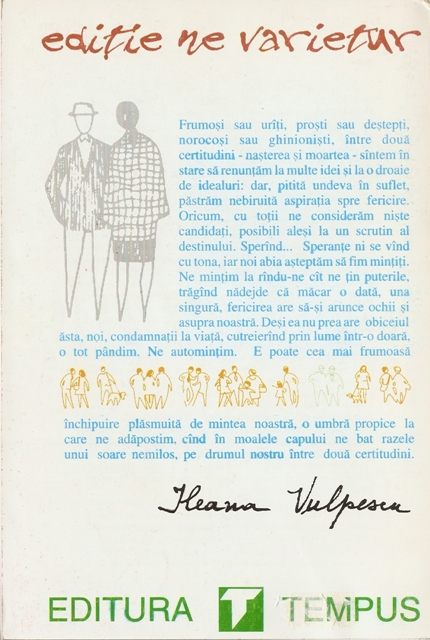 ediție ne varietur
Frumoși sau urîți, proști sau deștepți,
norocoși sau ghinioniști, între două
certitudini - nașterea și moartea - sîntem în
stare să renunțăm la multe idei și la o droaie
de idealuri: dar, pitită undeva în suflet,
păstrăm nebiruită aspirația spre fericire.
Oricum, cu toții ne considerăm niște
candidați, posibili aleși la un scrutin al
destinului. Sperînd... Speranțe ni se vînd
cu tona, iar noi abia așteptăm să fim mințiți.
Ne mințim la rîndu-ne cît ne țin puterile,
trăgînd nădejde că măcar o dată, una
singură, fericirea are să-și arunce ochii și
asupra noastră. Deși ea nu prea are obiceiul
ăsta, noi, condamnații la viață, cutreierînd prin lume într-o doară,
o tot pîndim. Ne automințim. E poate cea mai frumoasă
închipuire plăsmuită de mintea noastră, o umbră propice la
care ne adăpostim, cînd în moalele capului ne bat razele
unui soare nemilos, pe drumul nostru între două certitudini.
Ileana Vulpescu
EDITURA T TEMPUS